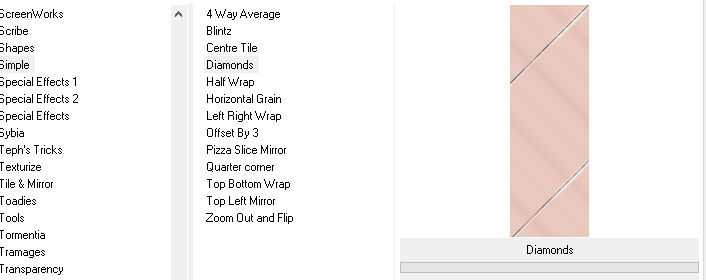 ScreenWorks
Scribe
Shapes
Simple
Special Effects 1
Special Effects 2
Special Effects
Sybia
Teph's Tricks
Texturize
Tile & Mirror
Toadies
Tools
Tormentia
Tramages
Transparency
4 Way Average
Blintz
Centre Tile
Diamonds
Half Wrap
Horizontal Grain
Left Right Wrap
Offset By 3
Pizza Slice Mirror
Quarter corner
Top Bottom Wrap
Top Left Mirror
Zoom Out and Flip
Diamonds